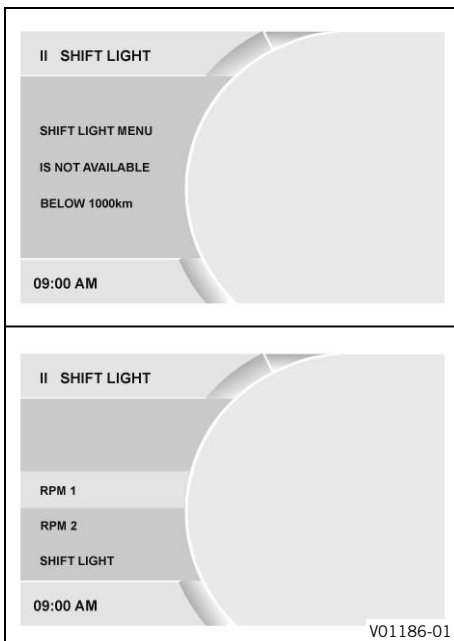 II SHIFT LIGHT
SHIFT LIGHT MENU
IS NOT AVAILABLE
BELOW 1000km
09:00 AM
II SHIFT LIGHT
RPM 1
RPM 2
SHIFT LIGHT
09:00 AM
V01186-01